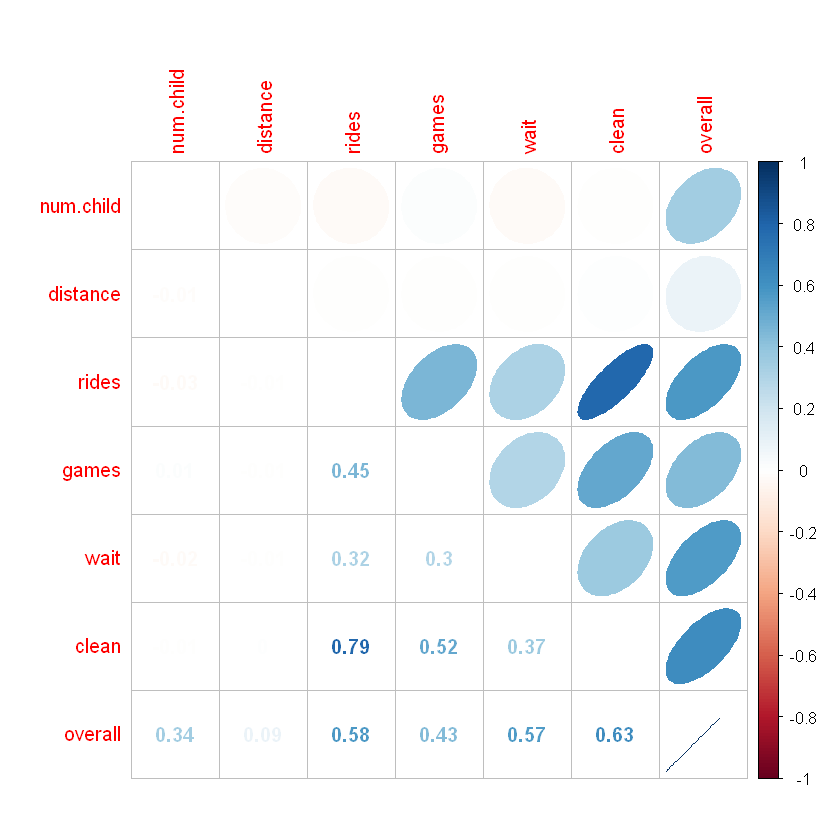 num.child distance rides games wait clean overall
num.child
distance -0.01
rides -0.03
games 0.01 0.45
wait -0.02 0.32 0.3
clean 0.79 0.52 0.37
overall 0.34 0.09 0.58 0.43 0.57 0.63
1
0.8
0.6
0.4
0.2
0
-0.2
-0.4
-0.6
-0.8
-1